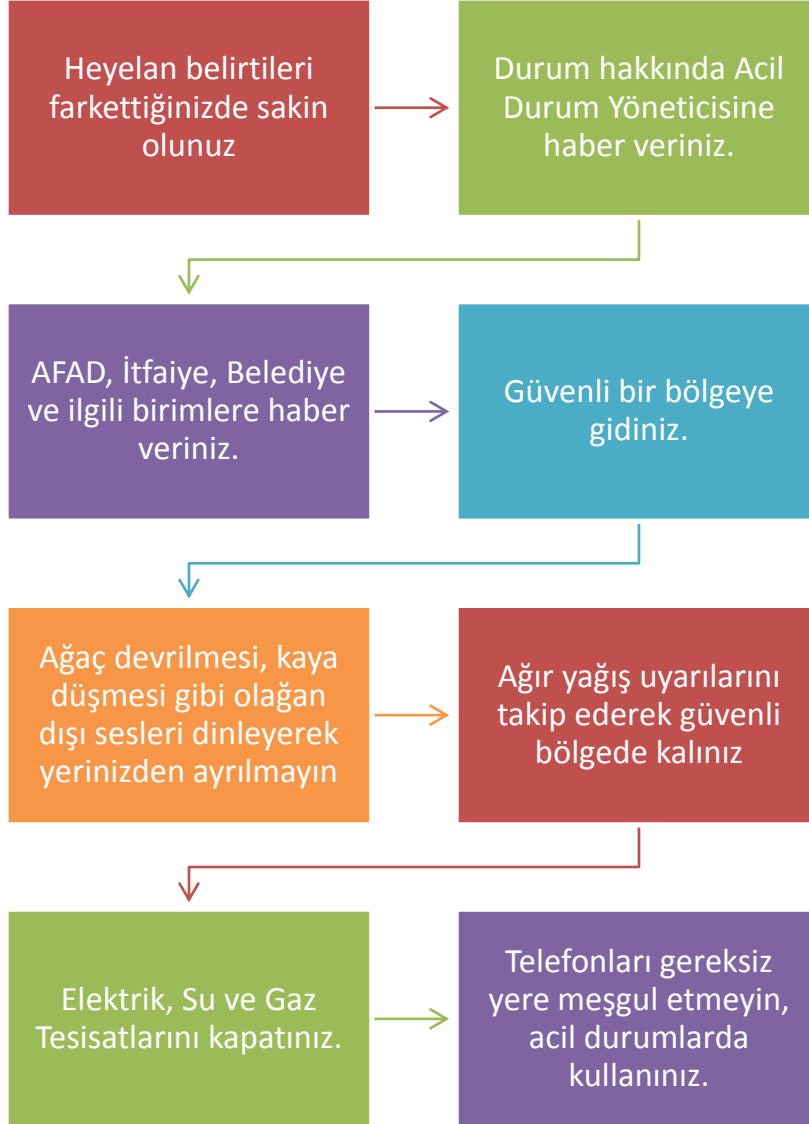 Heyelan belirtileri
farkettiğinizde sakin
olunuz
Durum hakkında Acil
Durum Yöneticisine
haber veriniz.
AFAD, İtfaiye, Belediye
ve ilgili birimlere haber
veriniz.
Güvenli bir bölgeye
gidiniz.
Ağaç devrilmesi, kaya
düşmesi gibi olağan
dışı sesleri dinleyerek
yerinizden ayrılmayın
Ağır yağış uyarılarını
takip ederek güvenli
bölgede kalınız
Elektrik, Su ve Gaz
Tesisatlarını kapatınız.
Telefonları gereksiz
yere meşgul etmeyin,
acil durumlarda
kullanınız.